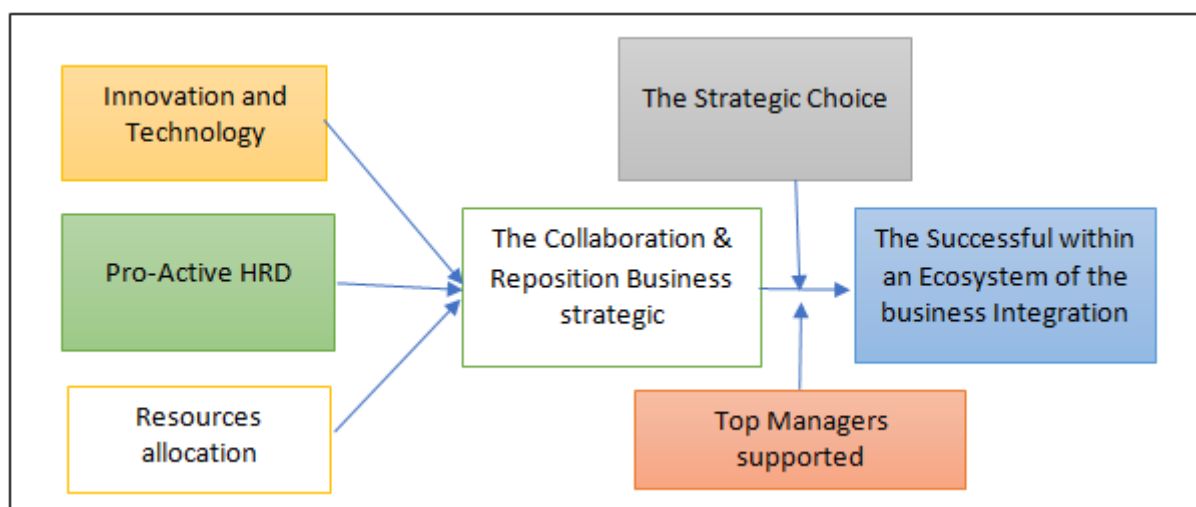 Innovation and
Technology
The Strategic Choice
Pro-Active HRD
The Collaboration &
Reposition Business
strategic
The Successful within
an Ecosystem of the
business Integration
Resources
allocation
Top Managers
supported